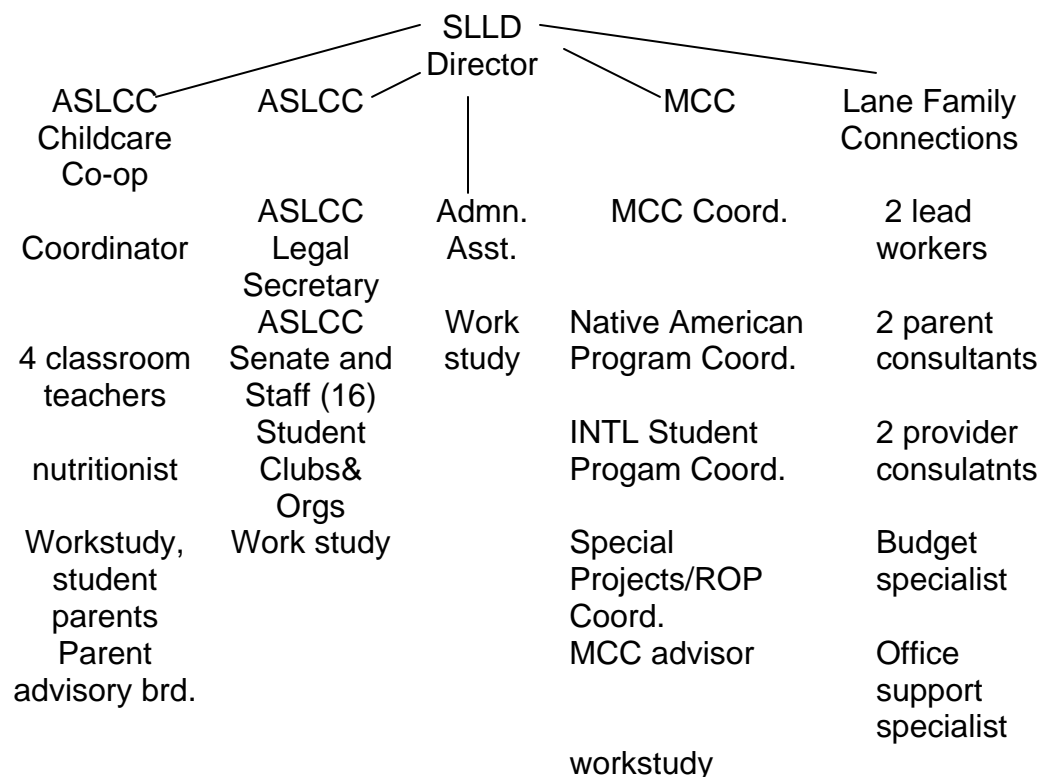 SLLD
Director
ASLCC
Childcare
Co-op
ASLCC
MCC
Lane Family
Connections
Coordinator
ASLCC
Legal
Secretary
Admn.
Asst.
MCC Coord.
2 lead
workers
4 classroom
teachers
ASLCC
Senate and
Staff (16)
Work
study
Native American
Program Coord.
2 parent
consultants
nutritionist
Student
Clubs&
Orgs
INTL Student
Progam Coord.
2 provider
consulatnts
Workstudy,
student
parents
Work study
Special
Projects/ROP
Coord.
Budget
specialist
Parent
advisory brd.
MCC advisor
Office
support
specialist
workstudy